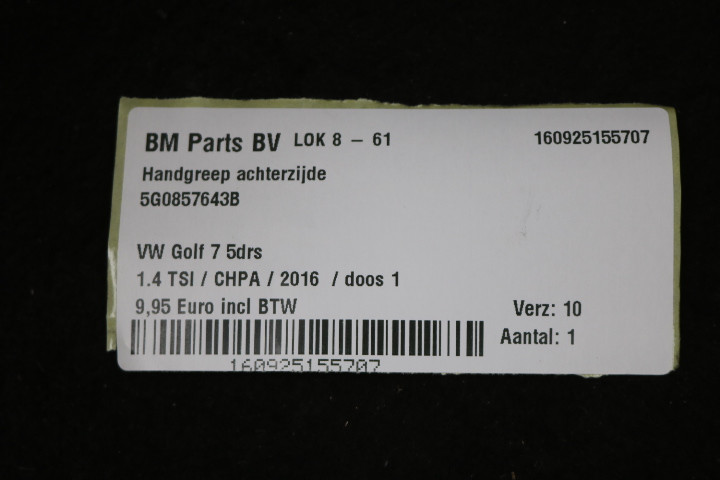 BM Parts BV LOK 8 – 61 160925155707
Handgreep achterzijde
5G0857643B
VW Golf 7 5drs
1.4 TSI / CHPA / 2016 / doos 1
9,95 Euro incl BTW Verz: 10
Aantal: 1
160925155707